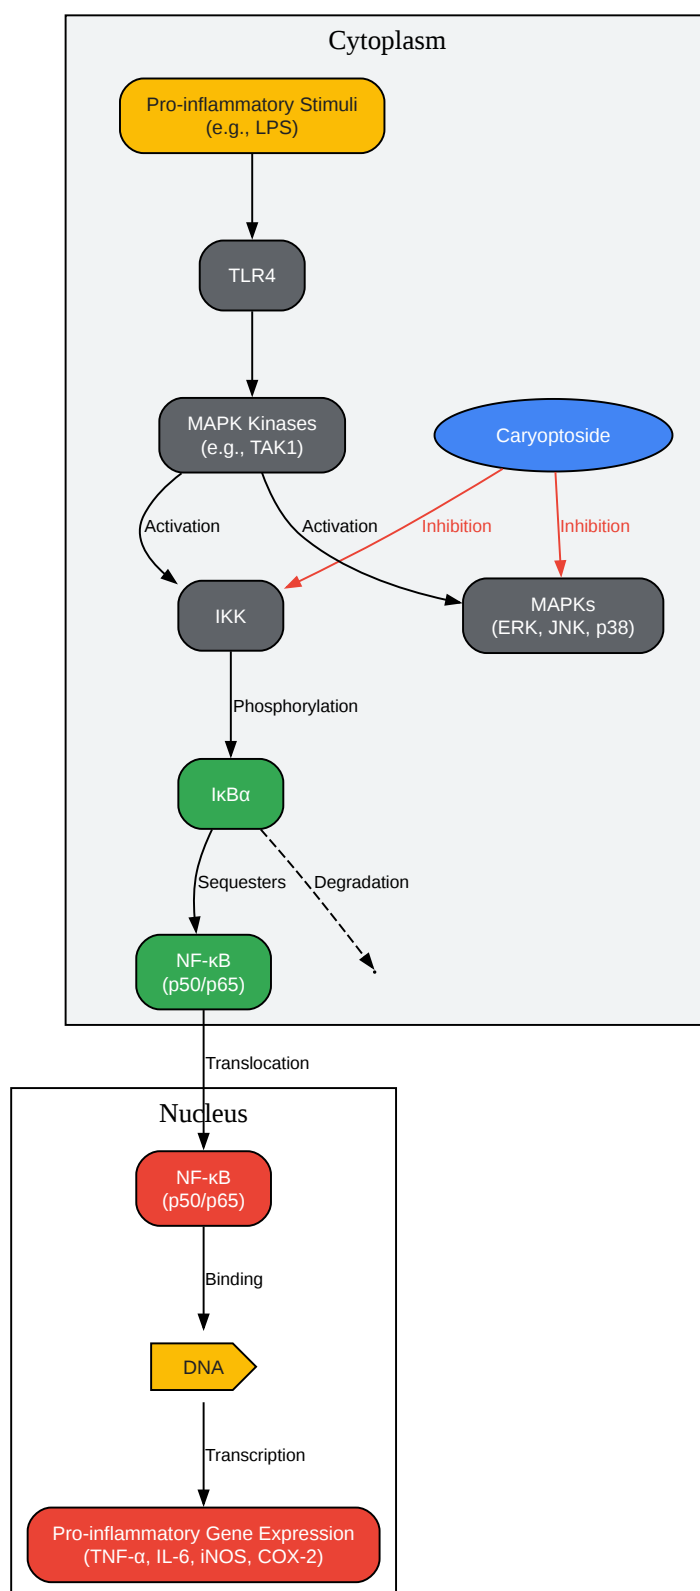 Cytoplasm
Pro-inflammatory Stimuli
(e.g., LPS)
TLR4
MAPK Kinases
(e.g., TAK1)
Caryoptoside
Activation
Activation
Inhibition
Inhibition
IKK
MAPKs
(ERK, JNK, p38)
Phosphorylation
IκBα
Sequesters
Degradation
NF-κB
(p50/p65)
Translocation
Nucleus
NF-κB
(p50/p65)
Binding
DNA
Transcription
Pro-inflammatory Gene Expression
(TNF-α, IL-6, iNOS, COX-2)